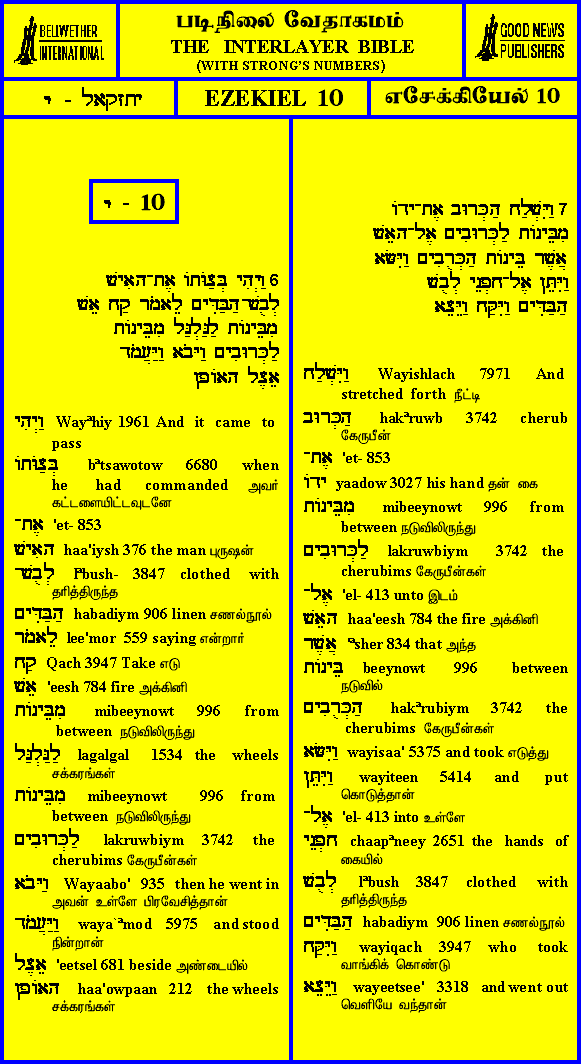 BELLWETHER
INTERNATIONAL
படிநிலை வேதாகமம்
THE INTERLAYER BIBLE
(WITH STRONG'S NUMBERS)
GOOD NEWS
PUBLISHERS
יחזקאל - י
EZEKIEL 10
எசேக்கியேல் 10
י - 10
6 וַיְהִי בְּצַוֹּתוֹ אֶת־הָאִישׁ
לְבֻשׁ־הַבַּדִּים לֵאמֹר קַח אֵשׁ
מִבֵּינוֹת לַגַּלְגַּל מִבֵּינוֹת
לַכְּרוּבִים וַיָּבֹא וַיַּעֲמֹד
אֵצֶל הָאוֹפָן
וַיְהִי Wayᵃhiy 1961 And it came to
pass
בְּצַוֹּתוֹ bᵃtsawotow 6680 when
he had commanded அவர்
கட்டளையிட்டவுடனே
אֶת־ 'et- 853
הָאִישׁ haa'iysh 376 the man புருஷன்
לְבֻשׁ־ lᵃbush- 3847 clothed with
தரித்திருந்த
הַבַּדִּים habadiym 906 linen சணல்நூல்
לֵאמֹר lee'mor 559 saying என்றார்
קַח Qach 3947 Take எடு
אֵשׁ 'eesh 784 fire அக்கினி
מִבֵּינוֹת mibeeynowt 996 from
between நடுவிலிருந்து
לַגַּלְגַּל lagalgal 1534 the wheels
சக்கரங்கள்
מִבֵּינוֹת mibeeynowt 996 from
between நடுவிலிருந்து
לַכְּרוּבִים lakruwbiym 3742 the
cherubims கேருபீன்கள்
וַיָּבֹא Wayaabo' 935 then he went in
அவன் உள்ளே பிரவேசித்தான்
וַיַּעֲמֹד waya`ᵃmod 5975 and stood
நின்றான்
אֵצֶל 'eetsel 681 beside அண்டையில்
הָאוֹפָן haa'owpaan 212 the wheels
சக்கரங்கள்
7 וַיִּשְׁלַח הַכְּרוּב אֶת־יָדוֹ
מִבֵּינוֹת לַכְּרוּבִים אֶל־הָאֵשׁ
אֲשֶׁר בֵּינוֹת הַכְּרֻבִים וַיִּשָּׂא
וַיִּתֵּן אֶל־חָפְנֵי לְבֻשׁ
הַבַּדִּים וַיִּקַּח וַיֵּצֵא
וַיִּשְׁלַח Wayishlach 7971 And
stretched forth நீட்டி
הַכְּרוּב hakᵃruwb 3742 cherub
கேருபீன்
אֶת־ 'et- 853
יָדוֹ yaadow 3027 his hand தன் கை
מִבֵּינוֹת mibeeynowt 996 from
between நடுவிலிருந்து
לַכְּרוּבִים lakruwbiym 3742 the
cherubims கேருபீன்கள்
אֶל־ 'el- 413 unto இடம்
הָאֵשׁ haa'eesh 784 the fire அக்கினி
אֲשֶׁר ᵃsher 834 that அந்த
בֵּינוֹת beeynowt 996 between
நடுவில்
הַכְּרֻבִים hakᵃrubiym 3742 the
cherubims கேருபீன்கள்
וַיִּשָּׂא wayisaa' 5375 and took எடுத்து
וַיִּתֵּן wayiteen 5414 and put
கொடுத்தான்
אֶל־ 'el- 413 into உள்ளே
חָפְנֵי chaapᵃneey 2651 the hands of
கையில்
לְבֻשׁ lᵃbush 3847 clothed with
தரித்திருந்த
הַבַּדִּים habadiym 906 linen சணல்நூல்
וַיִּקַּח wayiqach 3947 who took
வாங்கிக் கொண்டு
וַיֵּצֵא wayeetsee' 3318 and went out
வெளியே வந்தான்